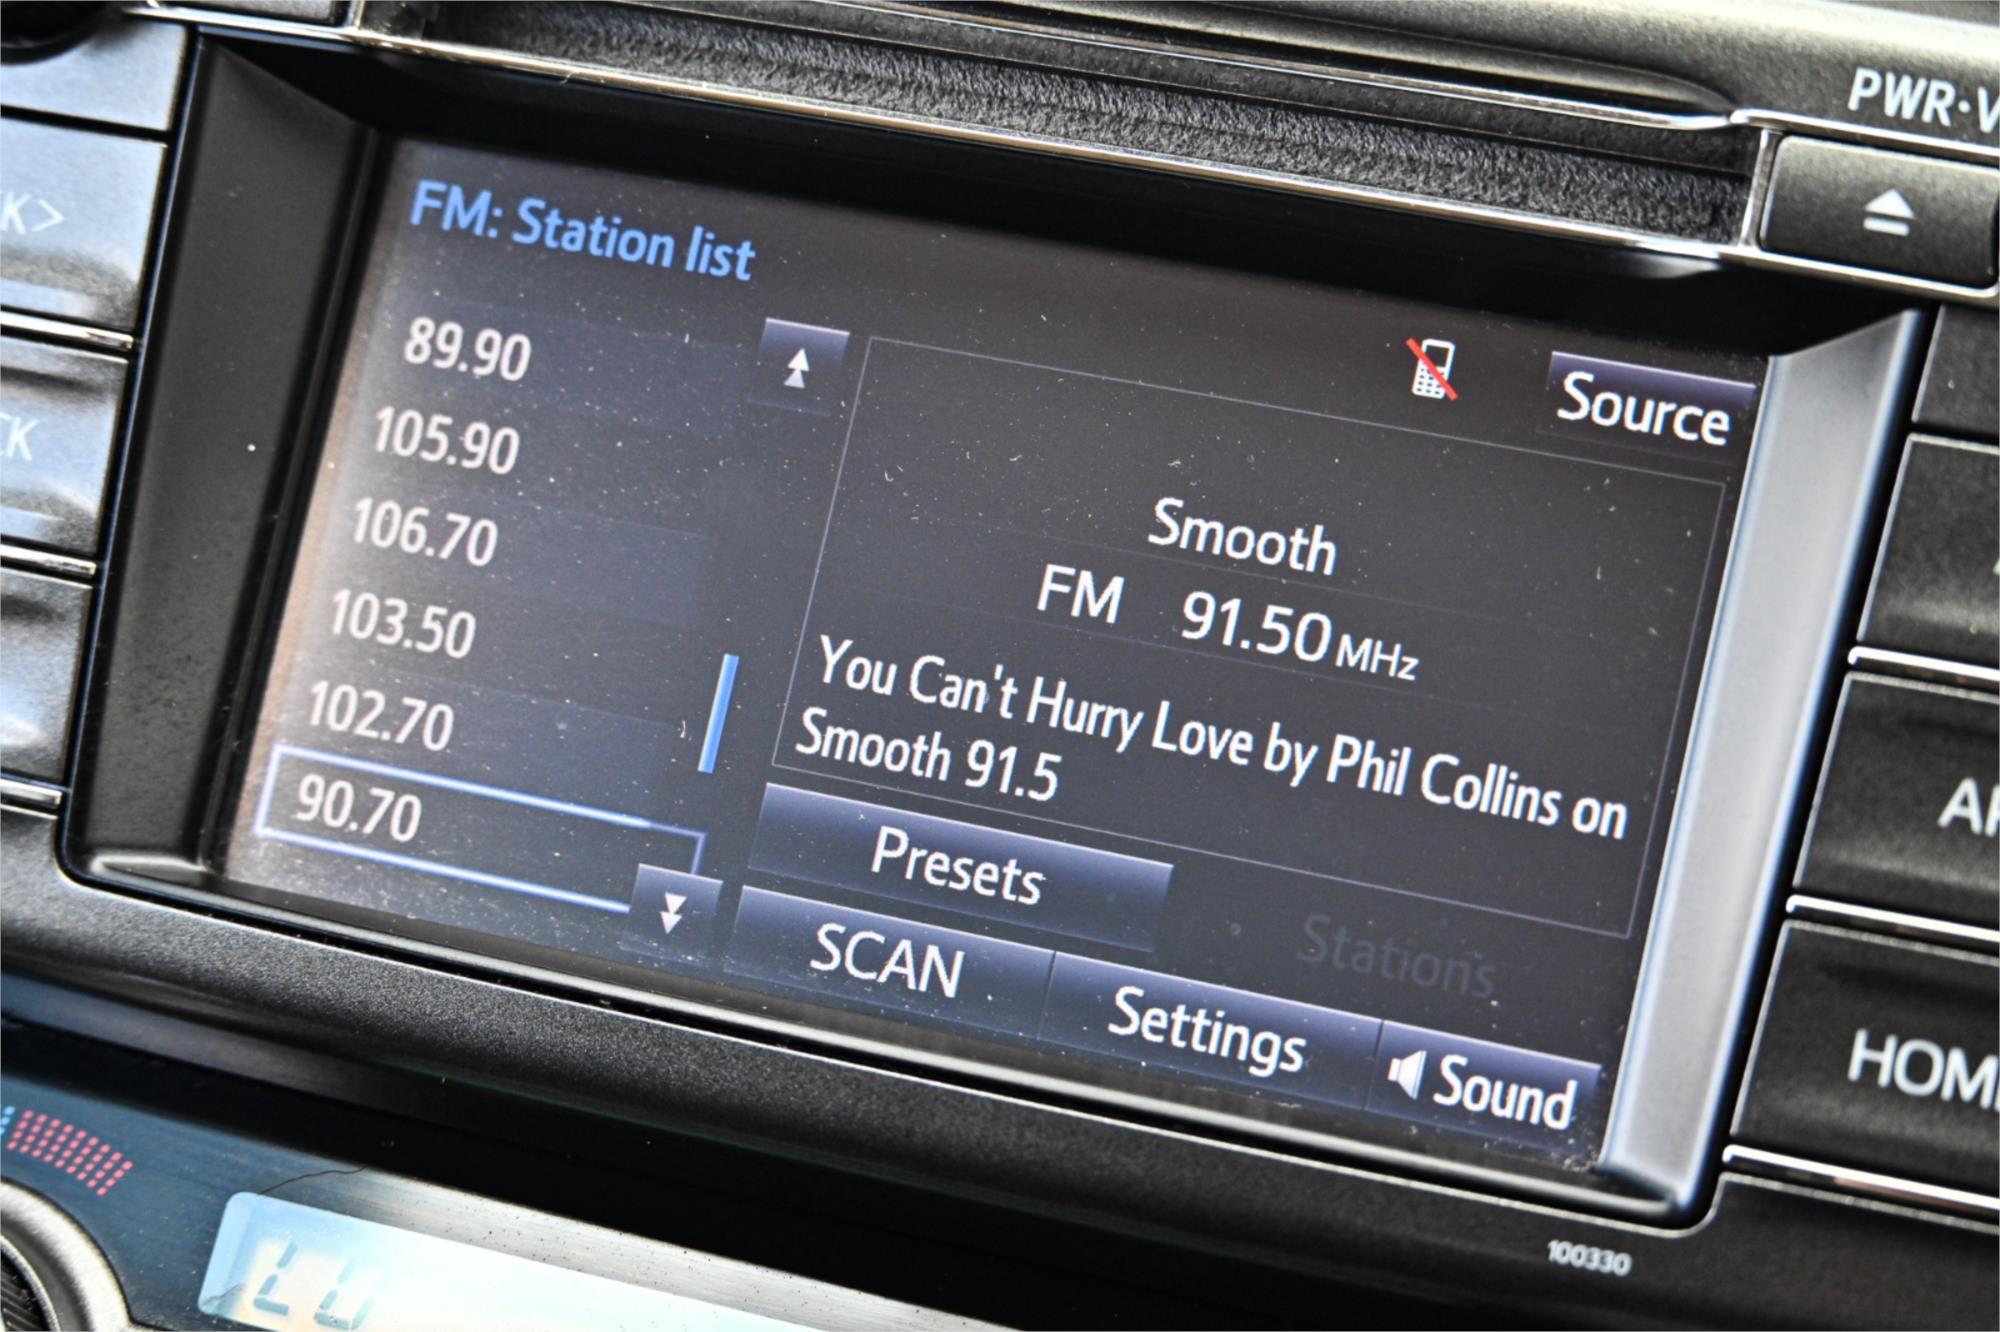 PWR·V
K>
CK
FM: Station list
89.90
105.90
106.70
103.50
102.70
90.70
Source
Smooth
FM 91.50 MHz
You Can't Hurry Love by Phil Collins on
Smooth 91.5
Presets
Stations
SCAN
Settings
Sound
HOM
100330